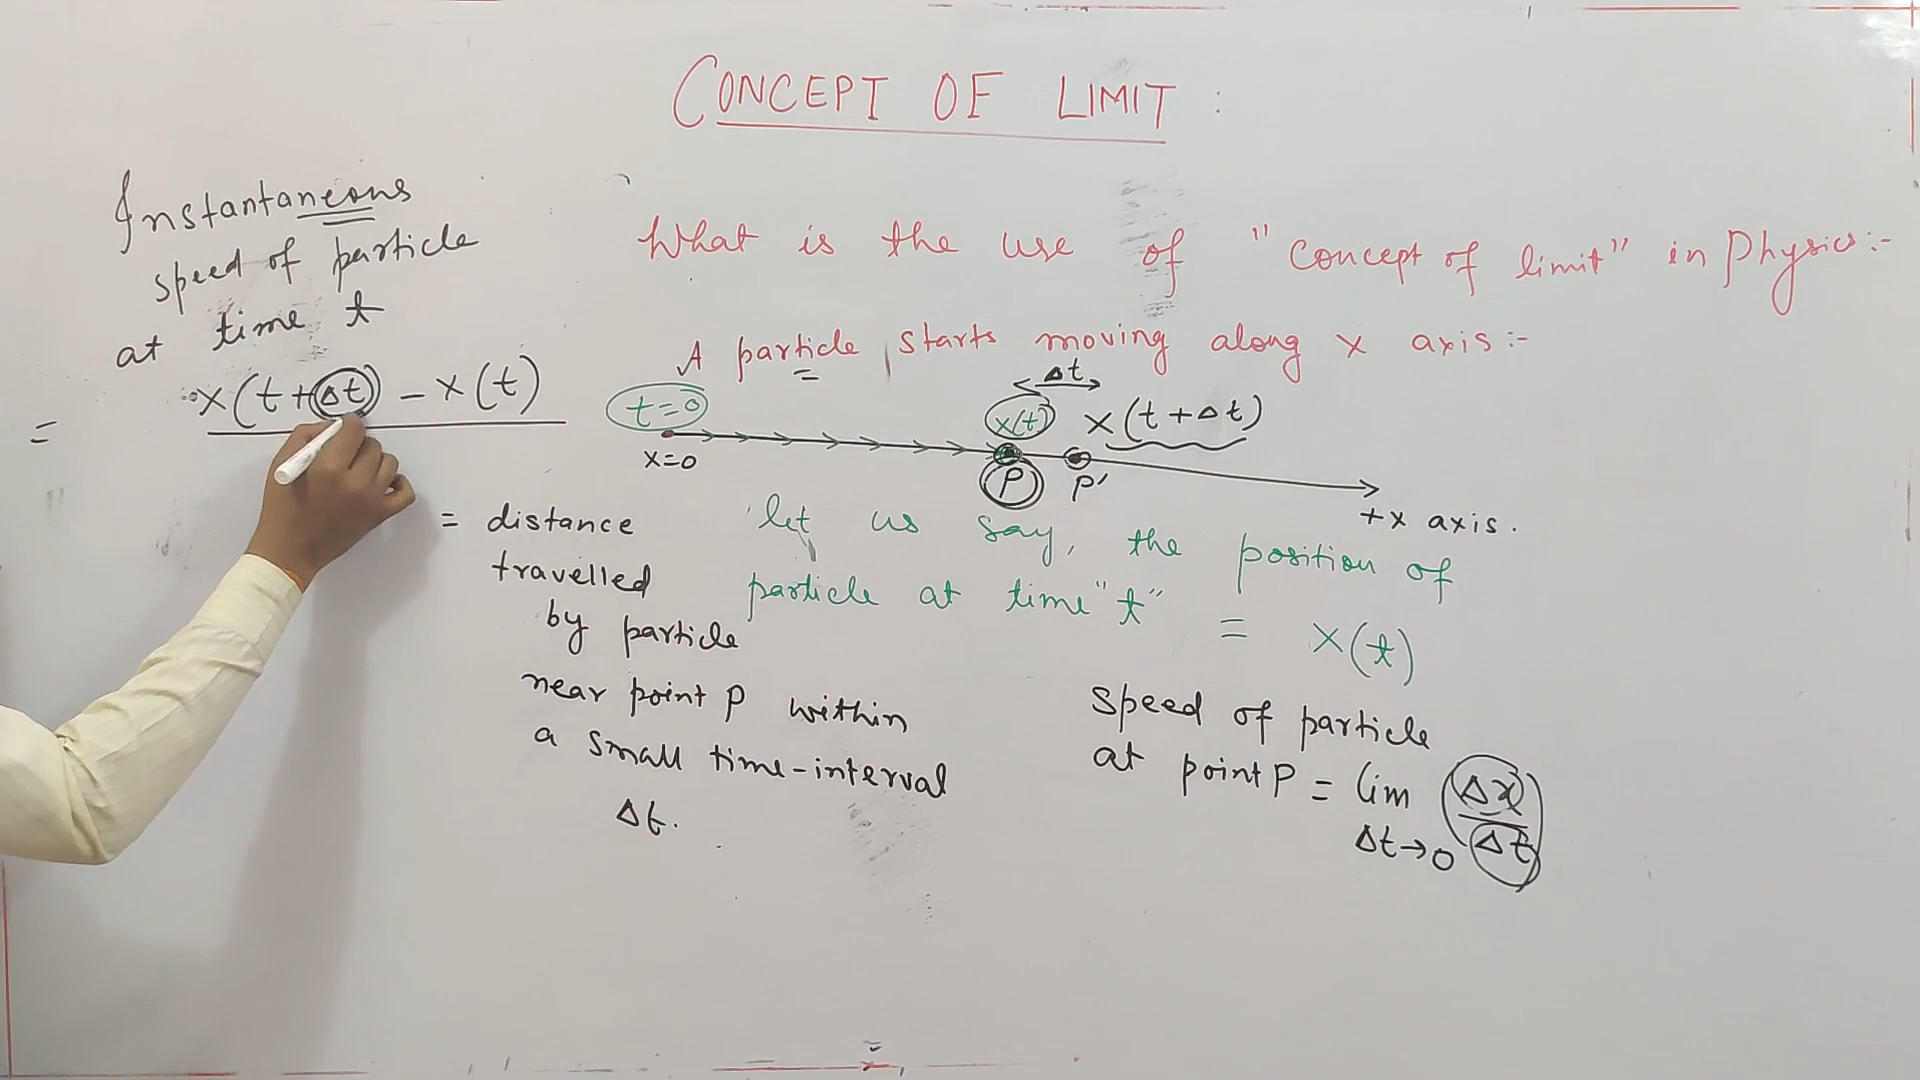 CONCEPT OF LIMIT :
Instantaneous
speed of particle
at time t
= x(t+Δt) - x(t)
What is the use of "Concept of limit" in Physics:-
A particle starts moving along x axis:-
Δt
t=0 x(t) x(t+Δt)
x=0 P P'
+x axis.
= distance
travelled
by particle
near point P within
a small time-interval
Δt.
let us say, the position of
particle at time "t"
= x(t)
Speed of particle
at point P = lim Δx
Δt→0 Δt